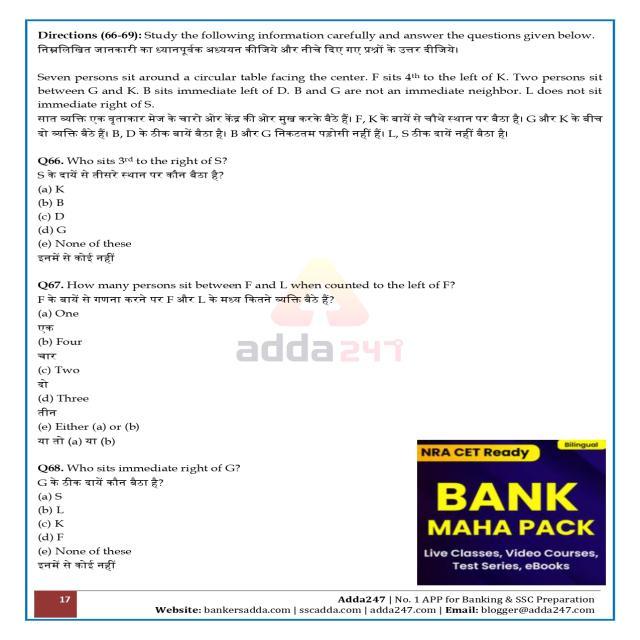 Directions (66-69): Study the following information carefully and answer the questions given below.
निम्नलिखित जानकारी का ध्यानपूर्वक अध्ययन कीजिये और नीचे दिए गए प्रश्नों के उत्तर दीजिये।
Seven persons sit around a circular table facing the center. F sits 4th to the left of K. Two persons sit
between G and K. B sits immediate left of D. B and G are not an immediate neighbor. L does not sit
immediate right of S.
सात व्यक्ति एक वृताकार मेज के चारो ओर केंद्र की ओर मुख करके बैठे हैं। F, K के बायें से चौथे स्थान पर बैठा है। G और K के बीच
दो व्यक्ति बैठे हैं। B, D के ठीक बायें बैठा है। B और G निकटतम पड़ोसी नहीं हैं। L, S ठीक दायें नहीं बैठा है।
Q66. Who sits 3rd to the right of S?
S के दायें से तीसरे स्थान पर कौन बैठा है?
(a) K
(b) B
(c) D
(d) G
(e) None of these
इनमें से कोई नहीं
Q67. How many persons sit between F and L when counted to the left of F?
F के बायें से गणना करने पर F और L के मध्य कितने व्यक्ति बैठे हैं?
(a) One
एक
(b) Four
चार
(c) Two
दो
(d) Three
तीन
(e) Either (a) or (b)
या तो (a) या (b)
adda247
Q68. Who sits immediate right of G?
G के ठीक दायें कौन बैठा है?
(a) S
(b) L
(c) K
(d) F
(e) None of these
इनमें से कोई नहीं
Bilingual
NRA CET Ready
BANK
MAHA PACK
Live Classes, Video Courses,
Test Series, eBooks
17 Adda247 | No. 1 APP for Banking & SSC Preparation
Website: bankersadda.com | sscadda.com | adda247.com | Email: blogger@adda247.com